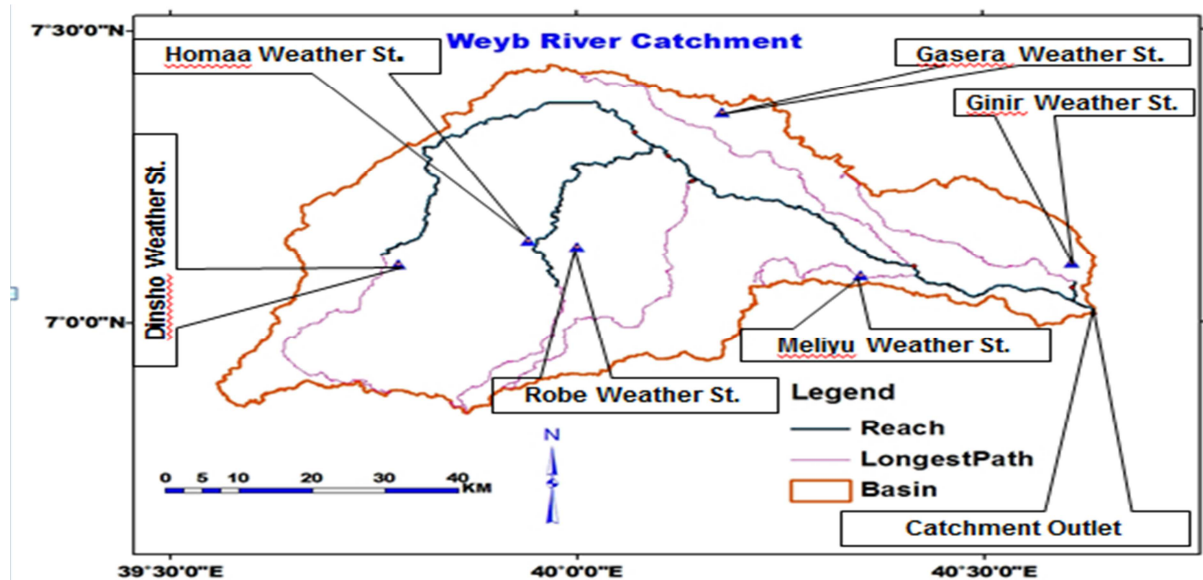 7°30'0"N
Weyb River Catchment
Homaa Weather St.
Gasera Weather St.
Ginir Weather St.
Dinsho Weather St.
7°0'0"N
Meliyu Weather St.
Robe Weather St.
Legend
Reach
LongestPath
Basin
N
0 5 10 20 30 40
KM
Catchment Outlet
39°30'0"E
40°0'0"E
40°30'0"E